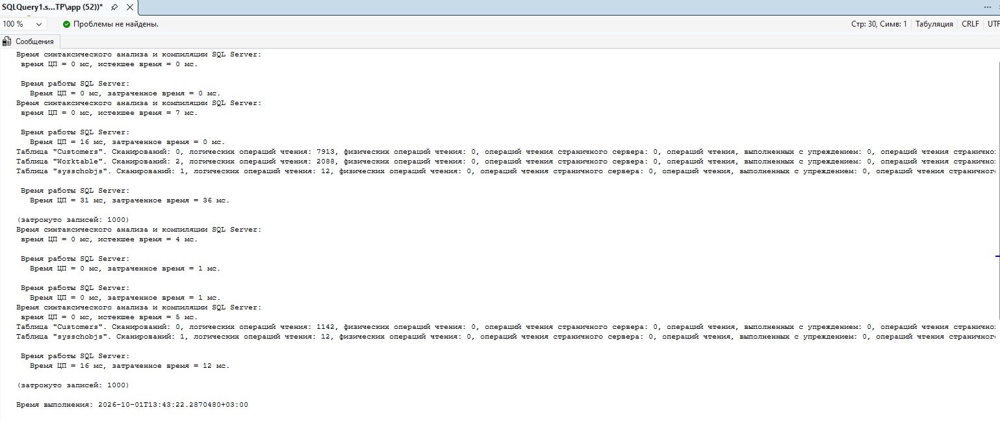 SQLQuery1.s...TP\app (52))*
100 % Проблемы не найдены. Стр: 30, Симв: 1 Табуляция CRLF UTF
Сообщения
Время синтаксического анализа и компиляции SQL Server:
время ЦП = 0 мс, истекшее время = 0 мс.
Время работы SQL Server:
Время ЦП = 0 мс, затраченное время = 0 мс.
Время синтаксического анализа и компиляции SQL Server:
время ЦП = 0 мс, истекшее время = 7 мс.
Время работы SQL Server:
Время ЦП = 16 мс, затраченное время = 0 мс.
Таблица "Customers". Сканирований: 0, логических операций чтения: 7913, физических операций чтения: 0, операций чтения страничного сервера: 0, операций чтения, выполненных с упреждением: 0, операций чтения странично
Таблица "Worktable". Сканирований: 2, логических операций чтения: 2088, физических операций чтения: 0, операций чтения страничного сервера: 0, операций чтения, выполненных с упреждением: 0, операций чтения странично
Таблица "sysschobjs". Сканирований: 1, логических операций чтения: 12, физических операций чтения: 0, операций чтения страничного сервера: 0, операций чтения, выполненных с упреждением: 0, операций чтения страничного
Время работы SQL Server:
Время ЦП = 31 мс, затраченное время = 36 мс.
(затронуто записей: 1000)
Время синтаксического анализа и компиляции SQL Server:
время ЦП = 0 мс, истекшее время = 4 мс.
Время работы SQL Server:
Время ЦП = 0 мс, затраченное время = 1 мс.
Время работы SQL Server:
Время ЦП = 0 мс, затраченное время = 1 мс.
Время синтаксического анализа и компиляции SQL Server:
время ЦП = 0 мс, истекшее время = 5 мс.
Таблица "Customers". Сканирований: 0, логических операций чтения: 1142, физических операций чтения: 0, операций чтения страничного сервера: 0, операций чтения, выполненных с упреждением: 0, операций чтения странично
Таблица "sysschobjs". Сканирований: 1, логических операций чтения: 12, физических операций чтения: 0, операций чтения страничного сервера: 0, операций чтения, выполненных с упреждением: 0, операций чтения страничного
Время работы SQL Server:
Время ЦП = 16 мс, затраченное время = 12 мс.
(затронуто записей: 1000)
Время выполнения: 2026-10-01T13:43:22.2870480+03:00